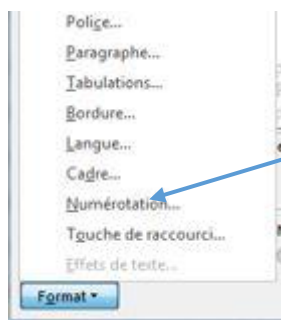 Police...
Paragraphe...
Tabulations...
Bordure...
Langue...
Cadre...
Numérotation...
Touche de raccourci...
Effets de texte...
Format